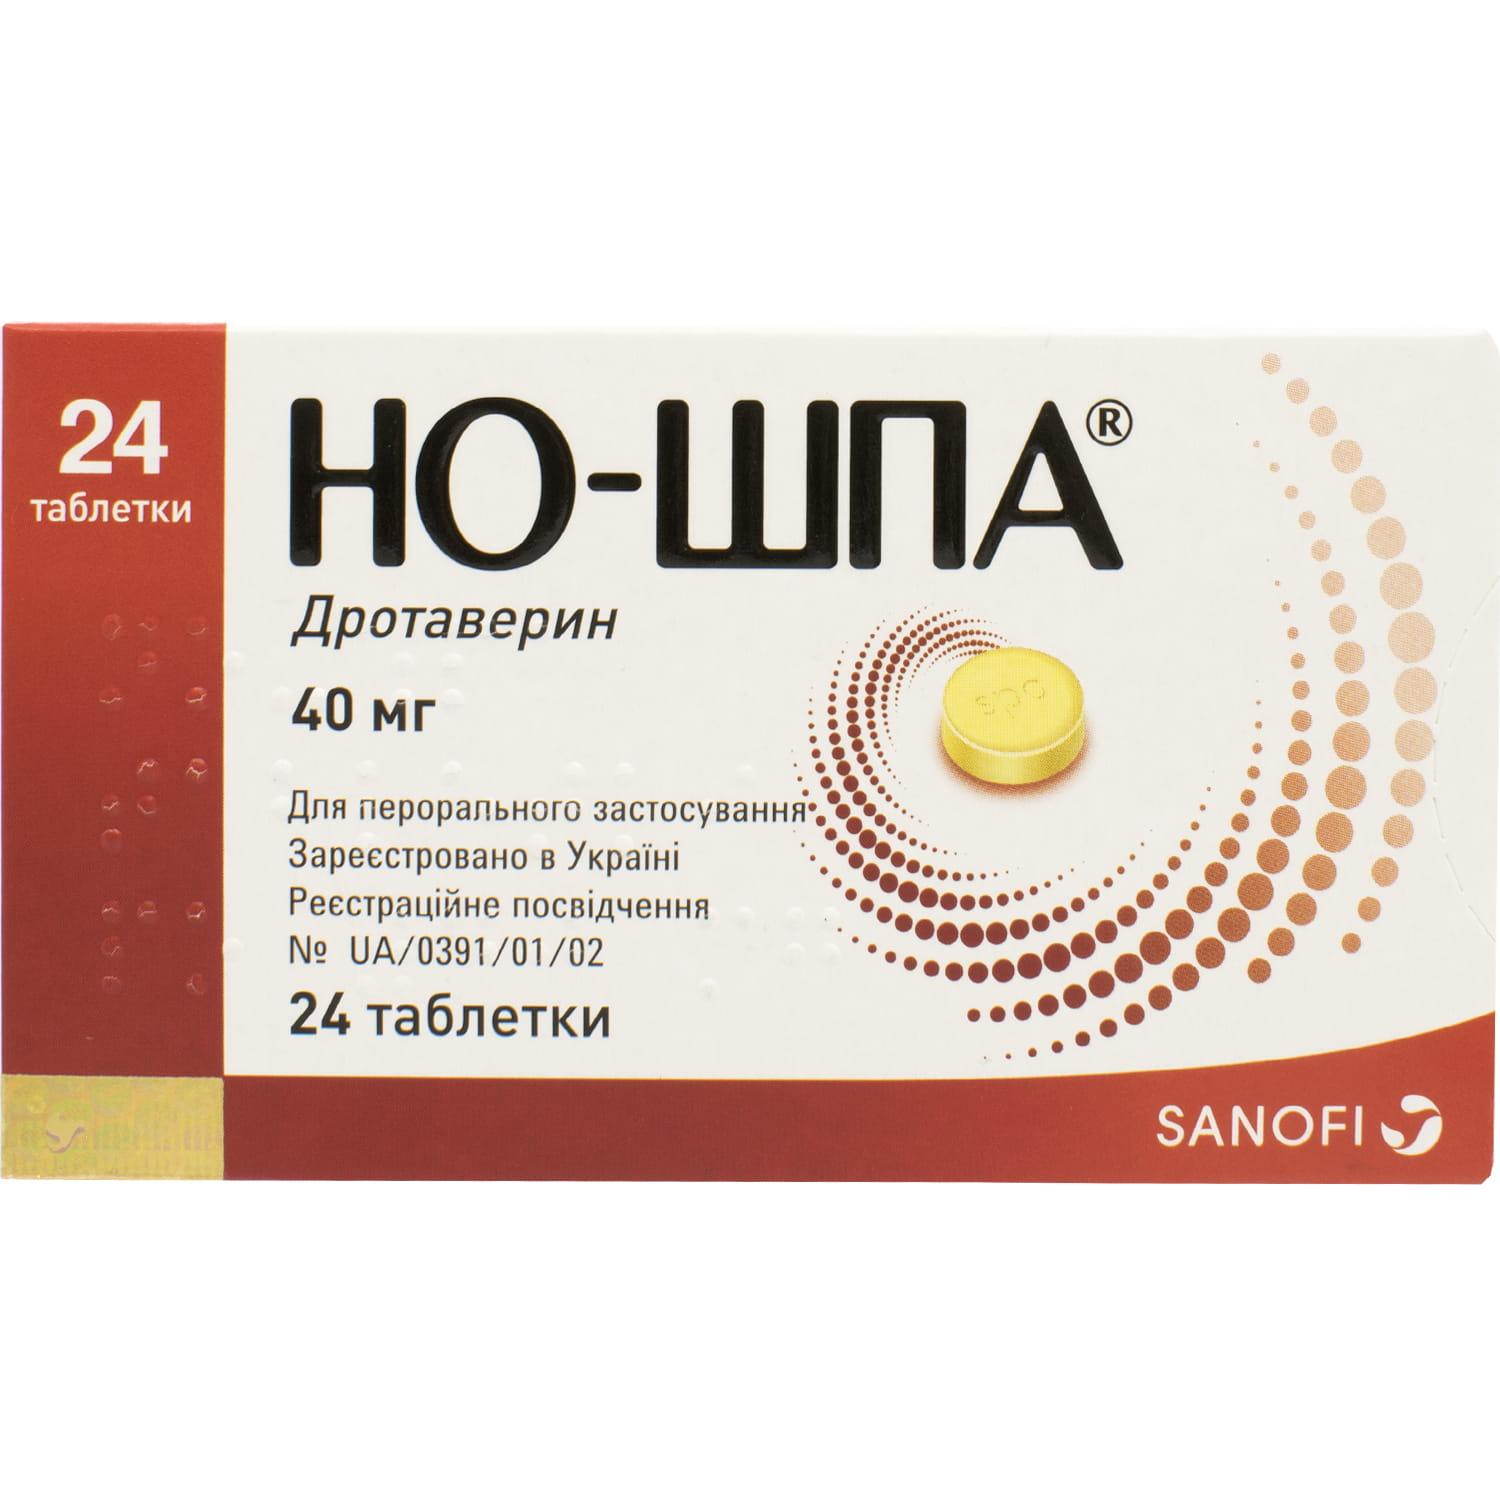 24
таблетки
НО-ШПА®
Дротаверин
40 мг
spo
Для перорального застосування
Зареєстровано в Україні
Реєстраційне посвідчення
№ UA/0391/01/02
24 таблетки
SANOFI